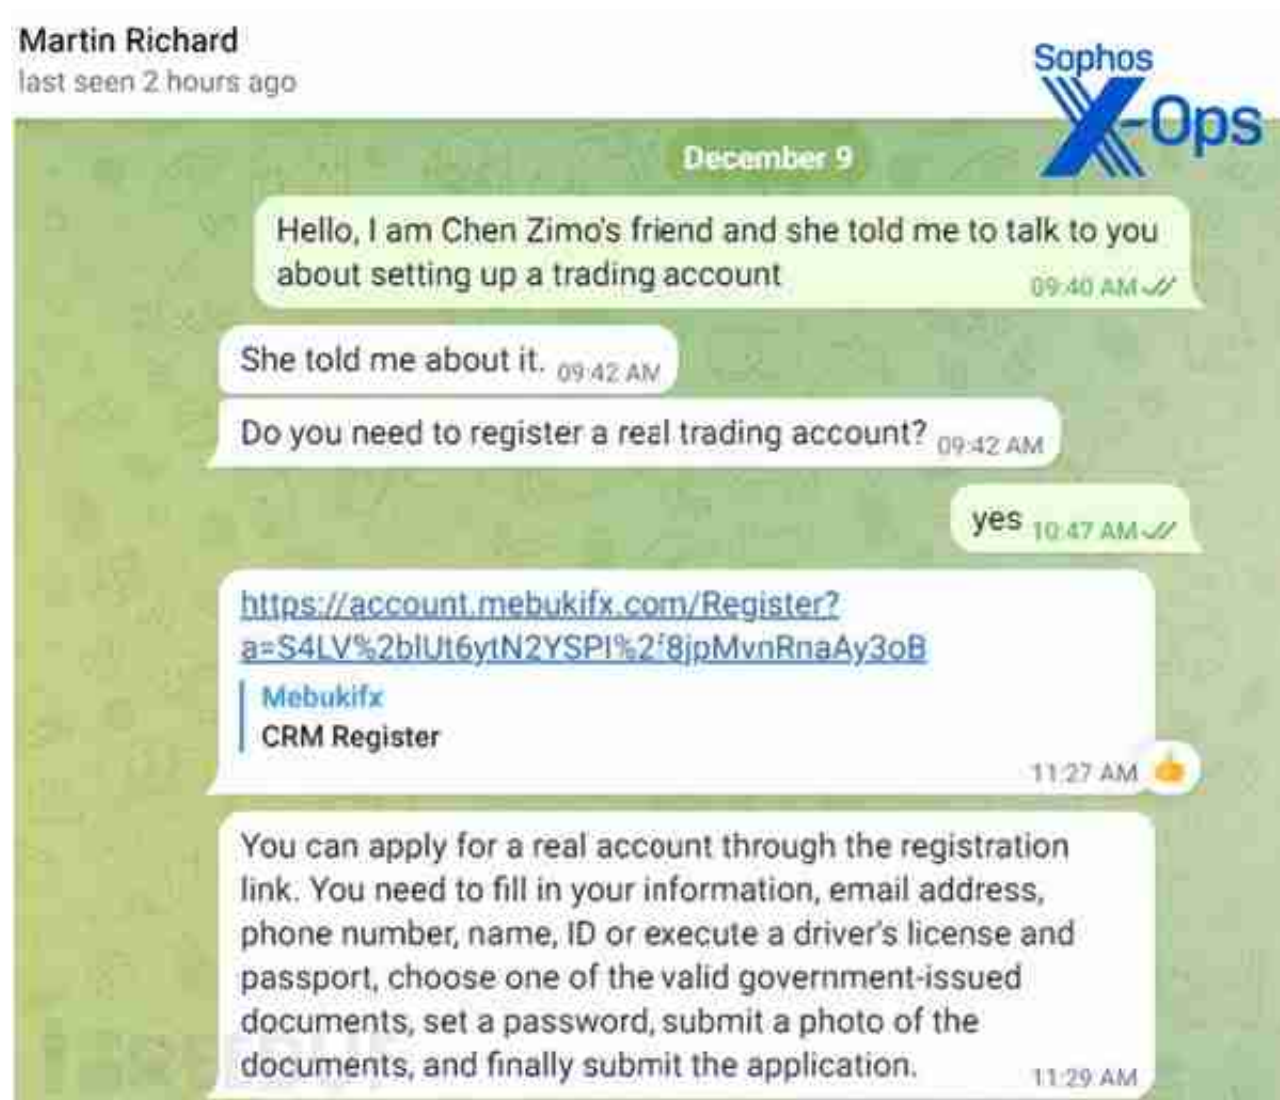 Martin Richard
last seen 2 hours ago
Sophos
X-Ops
December 9
Hello, I am Chen Zimo's friend and she told me to talk to you
about setting up a trading account
09:40 AM
She told me about it. 09:42 AM
Do you need to register a real trading account? 09:42 AM
yes 10:47 AM
https://account.mebukifx.com/Register?
a=S4LV%2blUt6ytN2YSPI%2f8jpMvnRnaAy3oB
Mebukifx
CRM Register
11:27 AM
You can apply for a real account through the registration
link. You need to fill in your information, email address,
phone number, name, ID or execute a driver's license and
passport, choose one of the valid government-issued
documents, set a password, submit a photo of the
documents, and finally submit the application.
11:29 AM